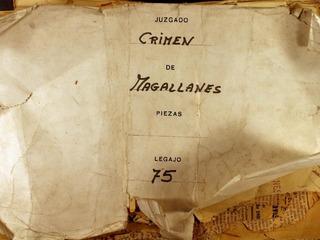 JUZGADO
CRIMEN
DE
MAGALLANES
PIEZAS
LEGAJO
75